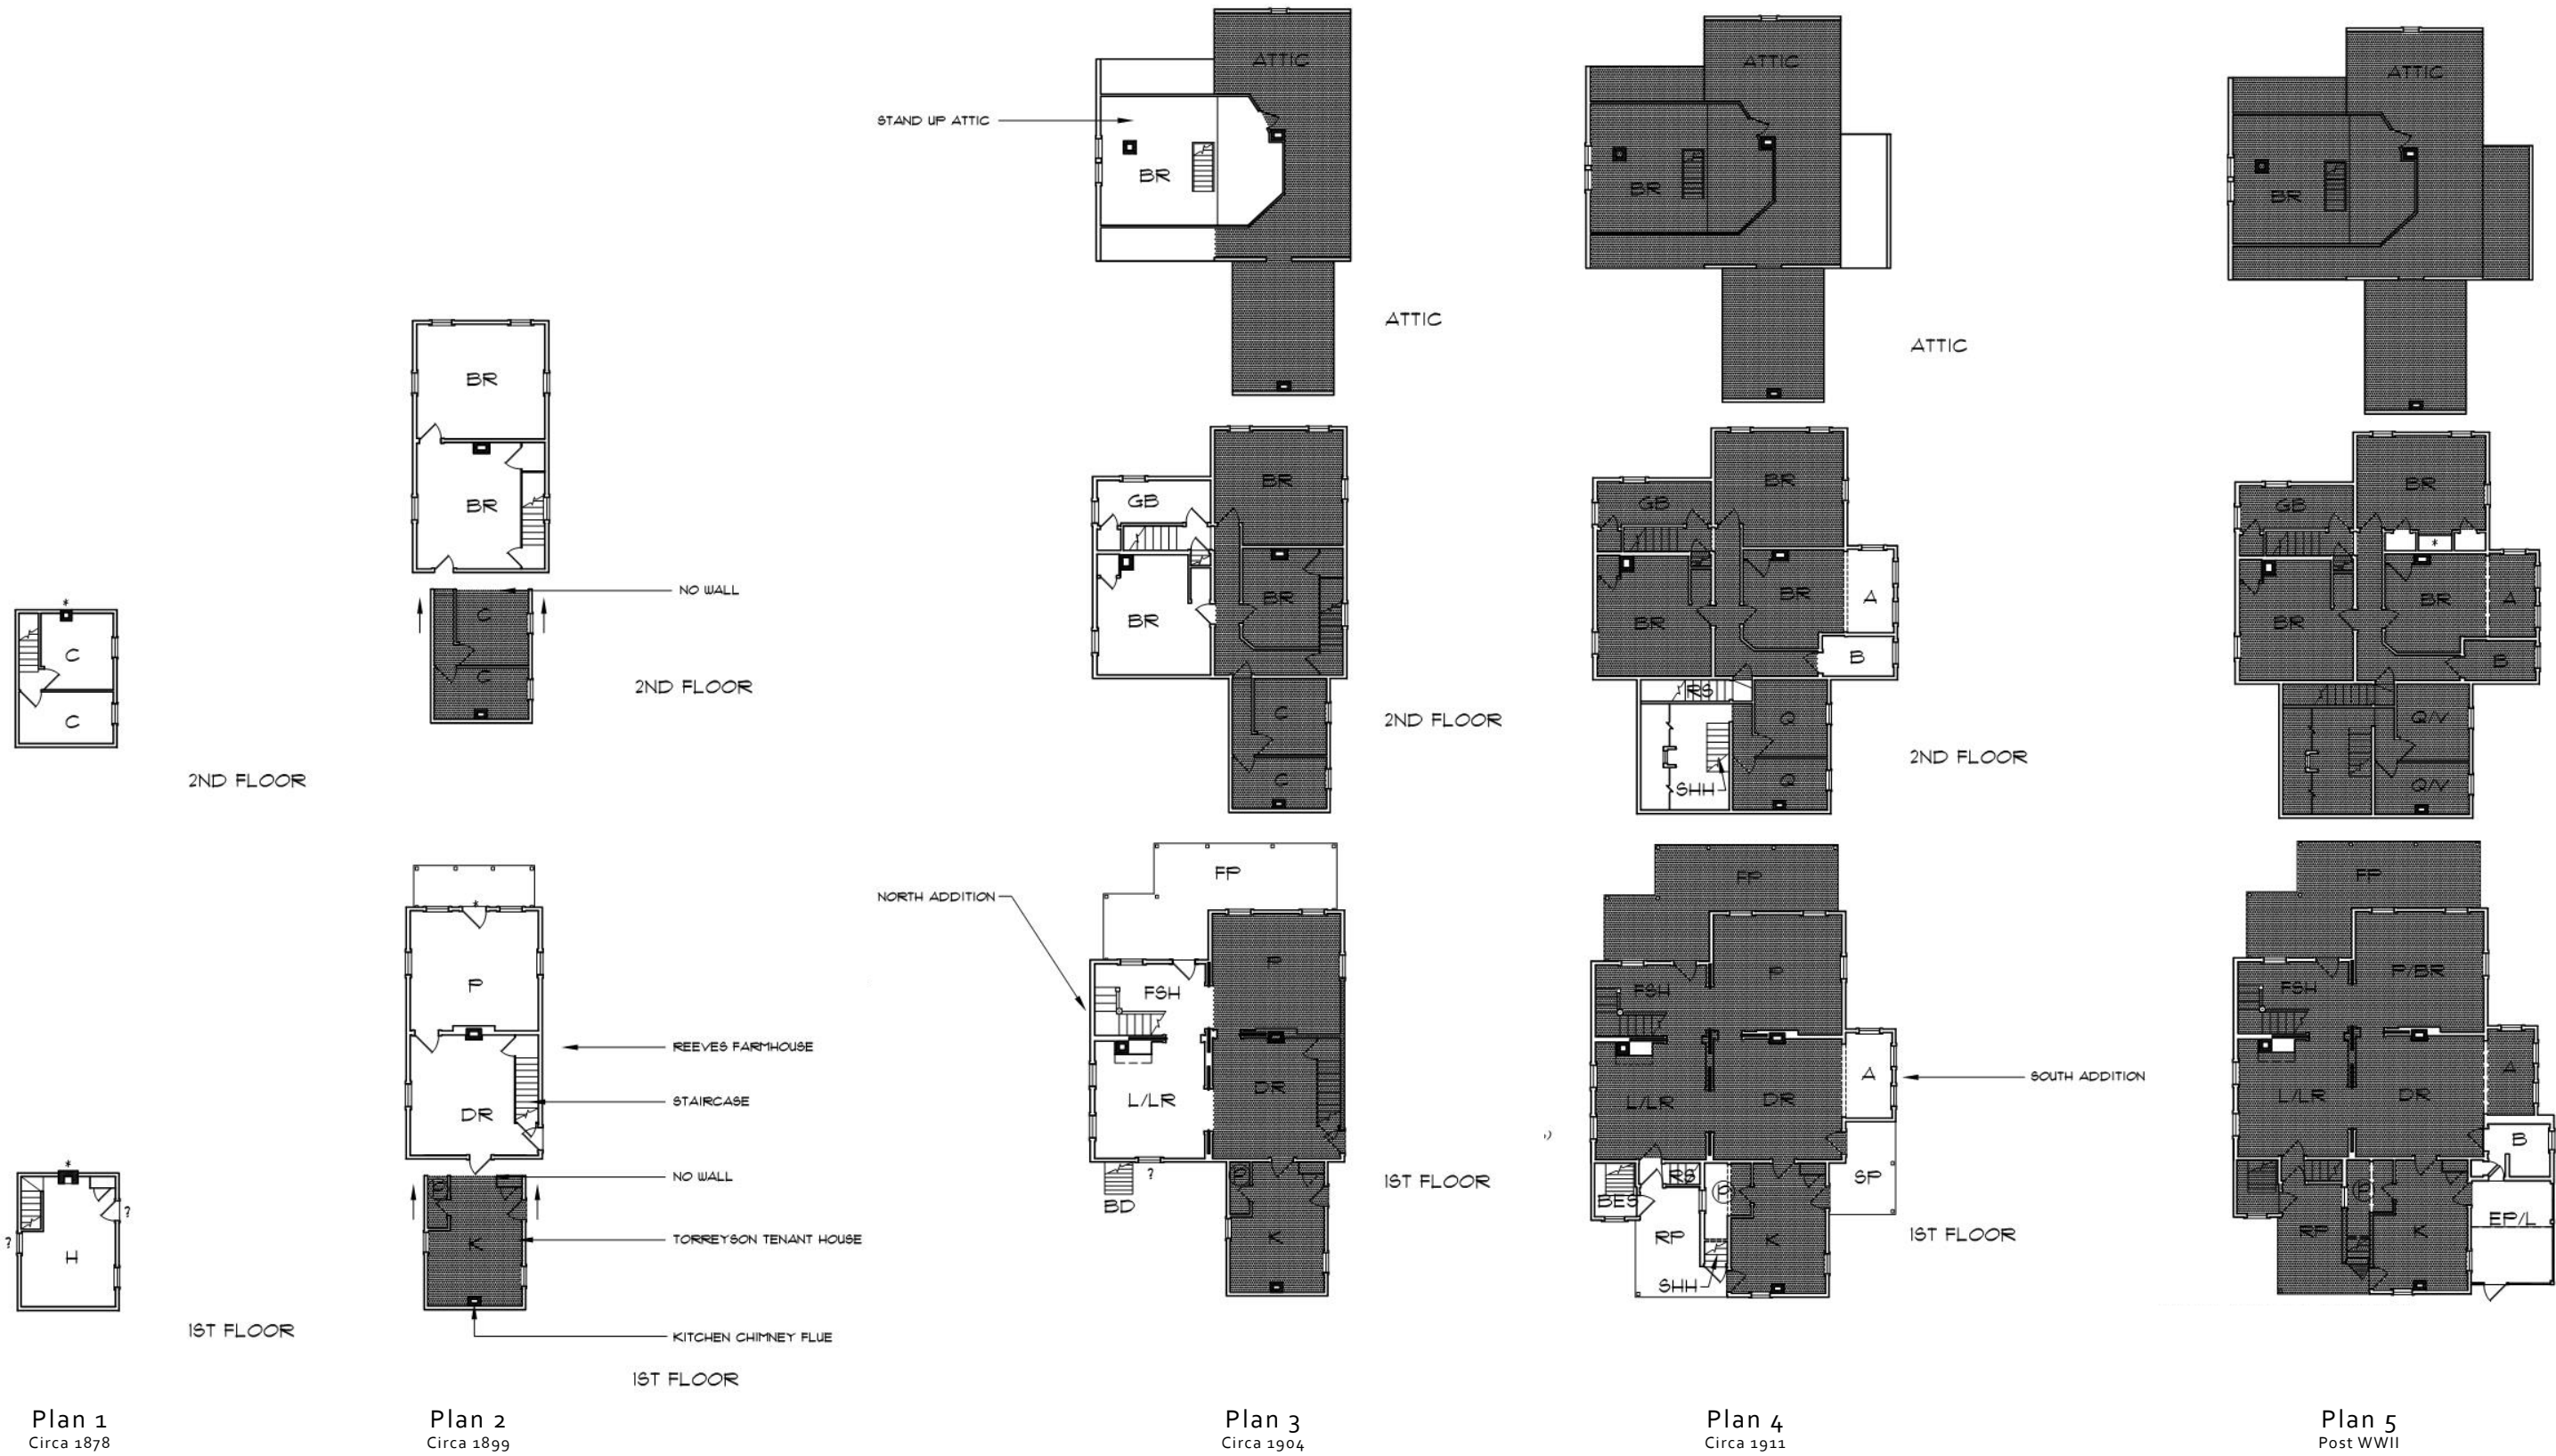 *
C
C
2ND FLOOR
*
?
?
H
1ST FLOOR
Plan 1
Circa 1878
BR
BR
NO WALL
C
C
2ND FLOOR
*
P
REEVES FARMHOUSE
STAIRCASE
DR
NO WALL
P
TORREYSON TENANT HOUSE
K
KITCHEN CHIMNEY FLUE
1ST FLOOR
Plan 2
Circa 1899
ATTIC
STAND UP ATTIC
BR
ATTIC
BR
GB
BR
BR
C
C
2ND FLOOR
FP
NORTH ADDITION
P
FSH
L/LR
DR
?
BD
P
K
1ST FLOOR
Plan 3
Circa 1904
ATTIC
BR
ATTIC
BR
GB
BR
A
BR
B
RS
Q
SHH
Q
2ND FLOOR
FP
P
FSH
A
SOUTH ADDITION
L/LR
DR
RS
P
SP
BES
RP
K
SHH
1ST FLOOR
Plan 4
Circa 1911
ATTIC
BR
BR
GB
*
BR
A
BR
B
Q/V
Q/V
FP
P/BR
FSH
A
L/LR
DR
B
P
RP
K
EP/L
Plan 5
Post WWII